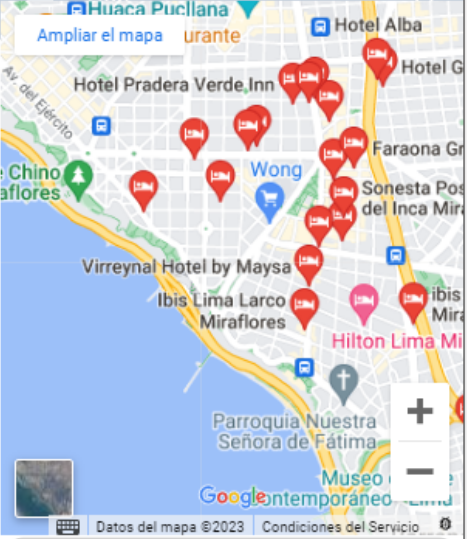 Huaca Pucllana
Ampliar el mapa
urante
Hotel Alba
Hotel G
Hotel Pradera Verde Inn
Av. del Ejército
Faraona Gr
Chino
aflores
Wong
Sonesta Pos
del Inca Mira
Virreynal Hotel by Maysa
Ibis Lima Larco
Miraflores
ibis
Mira
Hilton Lima Mi
Parroquia Nuestra
Señora de Fátima
Museo
ontemporáneo
Lima
Google
Datos del mapa ©2023
Condiciones del Servicio